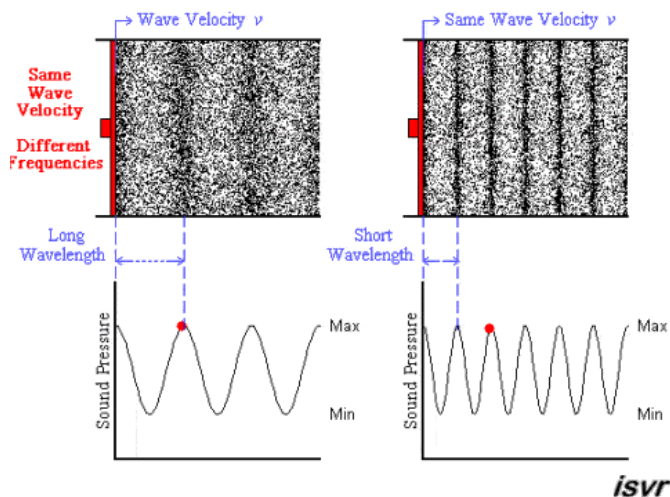 Wave Velocity v
Same Wave Velocity v
Same
Wave
Velocity
Different
Frequencies
Long
Wavelength
Short
Wavelength
Sound Pressure
Max
Min
Sound Pressure
Max
Min
isvr